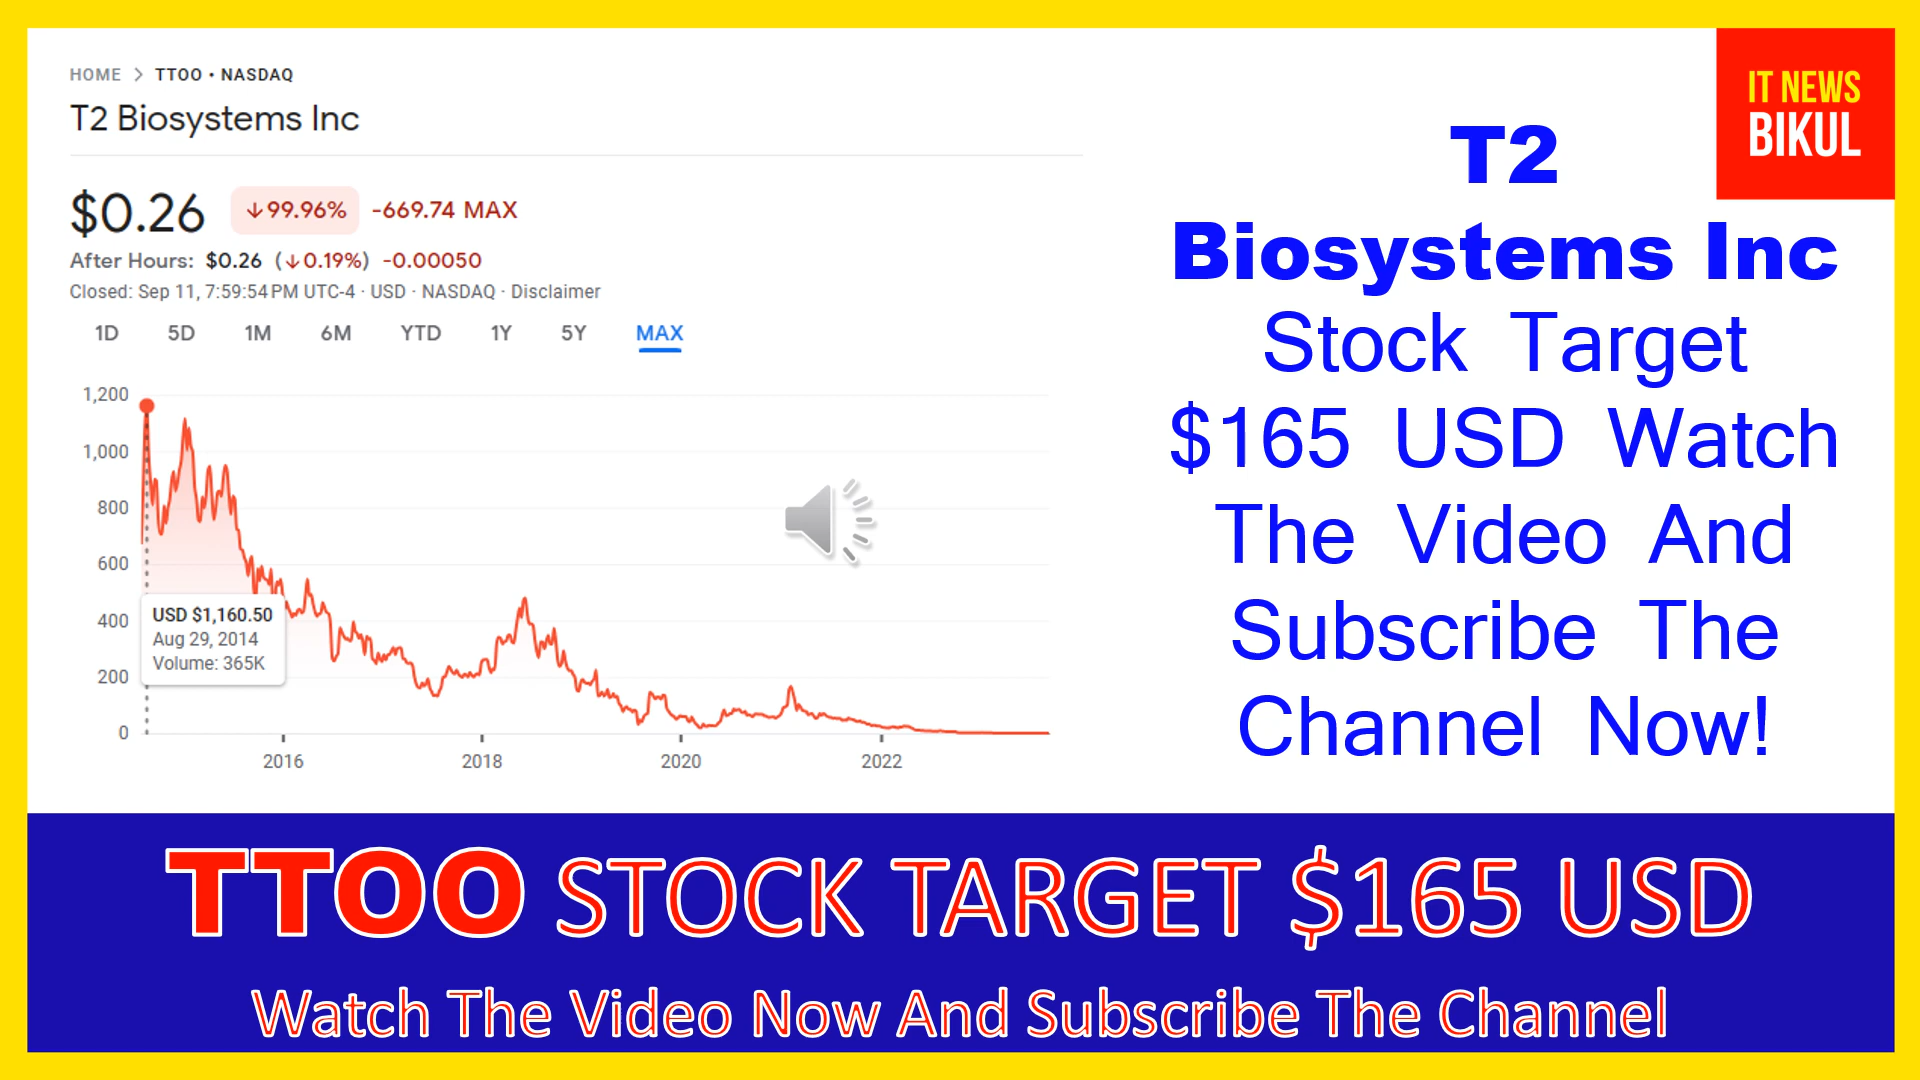 HOME > TTOO • NASDAQ
T2 Biosystems Inc
$0.26 ↓99.96% -669.74 MAX
After Hours: $0.26 (↓0.19%) -0.00050
Closed: Sep 11, 7:59:54 PM UTC-4 · USD · NASDAQ · Disclaimer
1D 5D 1M 6M YTD 1Y 5Y MAX
1,200
1,000
800
600
400
200
0
USD $1,160.50
Aug 29, 2014
Volume: 365K
2016 2018 2020 2022
IT NEWS
BIKUL
T2
Biosystems Inc
Stock Target
$165 USD Watch
The Video And
Subscribe The
Channel Now!
TTOO STOCK TARGET $165 USD
Watch The Video Now And Subscribe The Channel